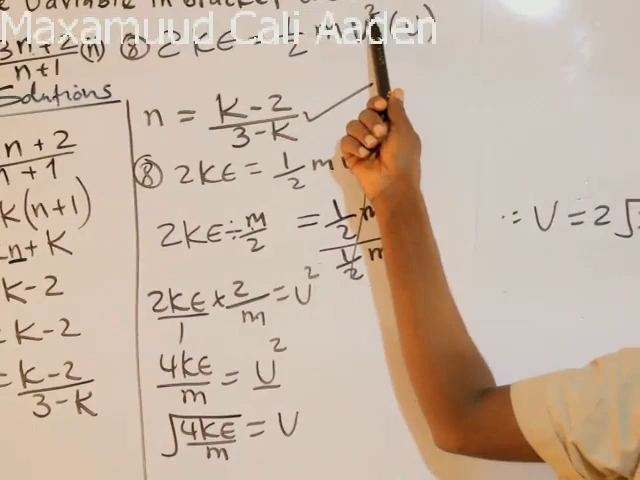 Maxamuud Cali Aaden
variable in bracket
3n+2/n+1 (n) ⑧ 2KE = 1/2 mv² (v)
Solutions
n = K-2/3-K ✓
n+2/n+1
⑧ 2KE = 1/2 m
K(n+1)
2KE ÷ m/2 = 1/2 m/1/2 m
n + K
K-2
2KE/1 × 2/m = U²
= K-2
4KE/m = U²
= K-2/3-K
√4KE/m = U
∴ U = 2√